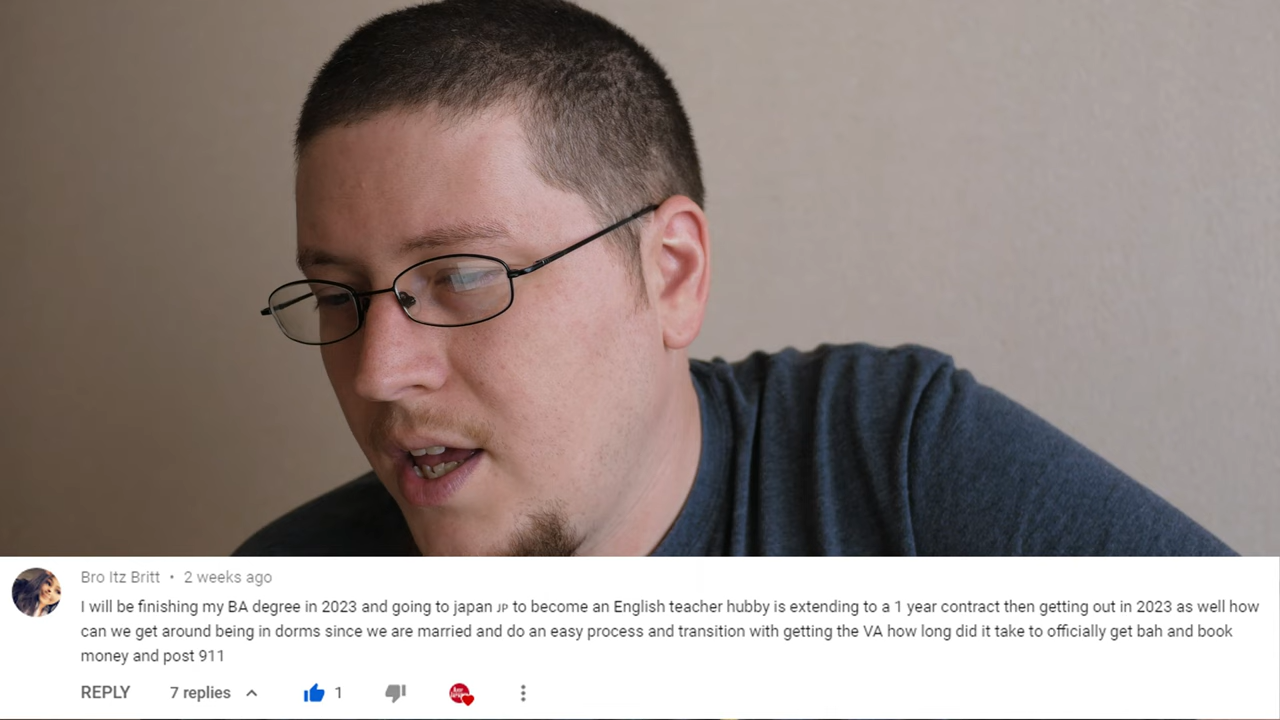 Bro Itz Britt • 2 weeks ago
I will be finishing my BA degree in 2023 and going to japan JP to become an English teacher hubby is extending to a 1 year contract then getting out in 2023 as well how
can we get around being in dorms since we are married and do an easy process and transition with getting the VA how long did it take to officially get bah and book
money and post 911
REPLY 7 replies 1